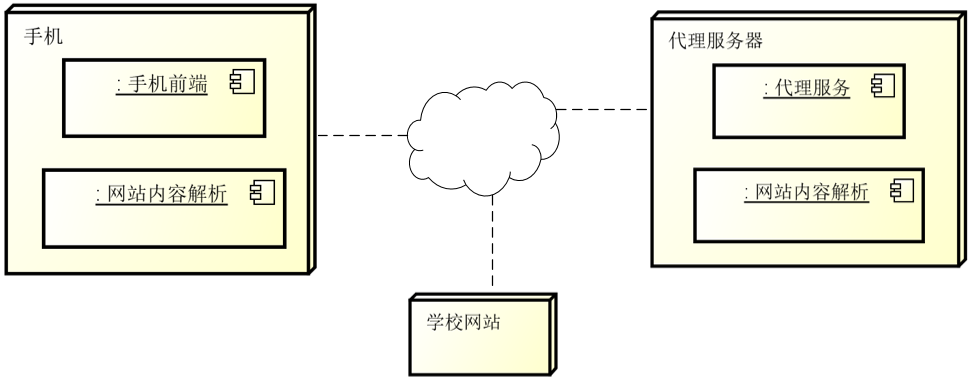 手机
: 手机前端
: 网站内容解析
代理服务器
: 代理服务
: 网站内容解析
学校网站